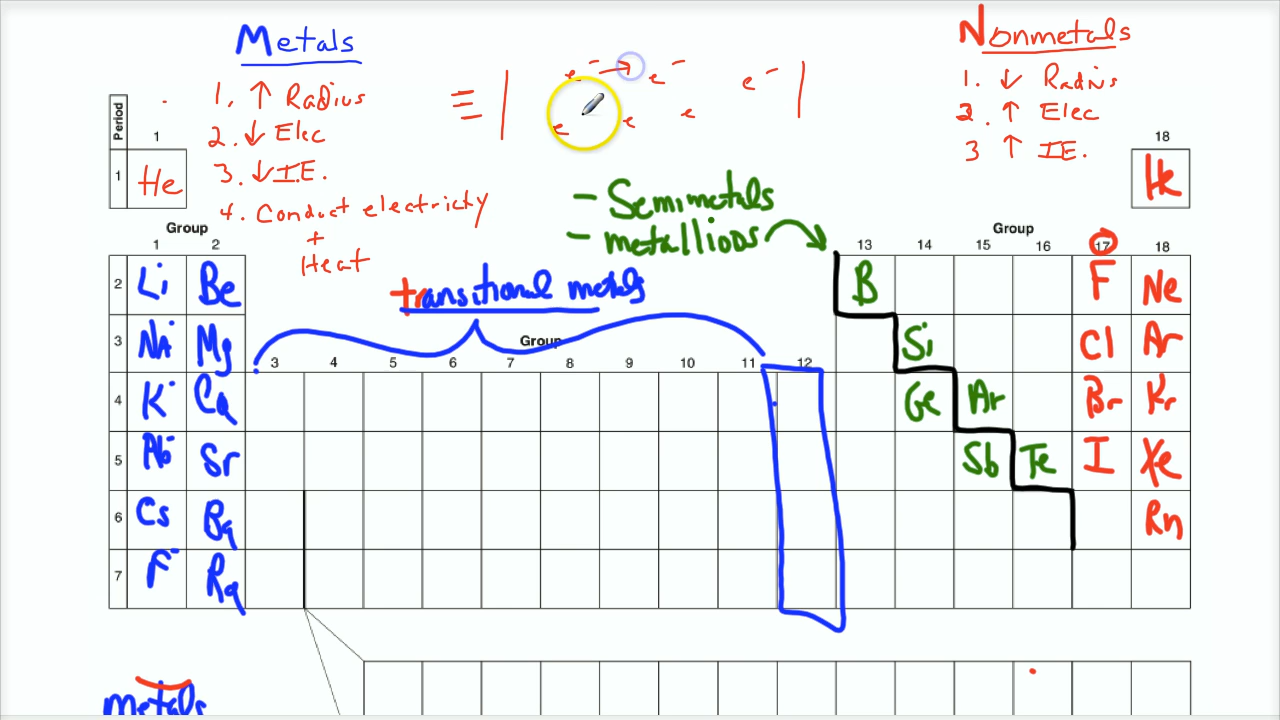 Metals
1. ↑ Radius
2. ↓ Elec
3. ↓ I.E.
4. Conduct electricity
+
Heat
≡ | e⁻ → e⁻ e⁻ |
e e e
Nonmetals
1. ↓ Radius
2. ↑ Elec
3 ↑ I.E.
- Semimetals
- metallioos
transitional metals
Period
1
18
1 He He
Group
1 2
Group
13 14 15 16 17 18
2 Li Be B F Ne
Group
3 4 5 6 7 8 9 10 11 12
3 Na Mg Si Cl Ar
4 K Ca Ge Ar Br Kr
5 Rb Sr Sb Te I Xe
6 Cs Ba Rn
7 F Ra
metals